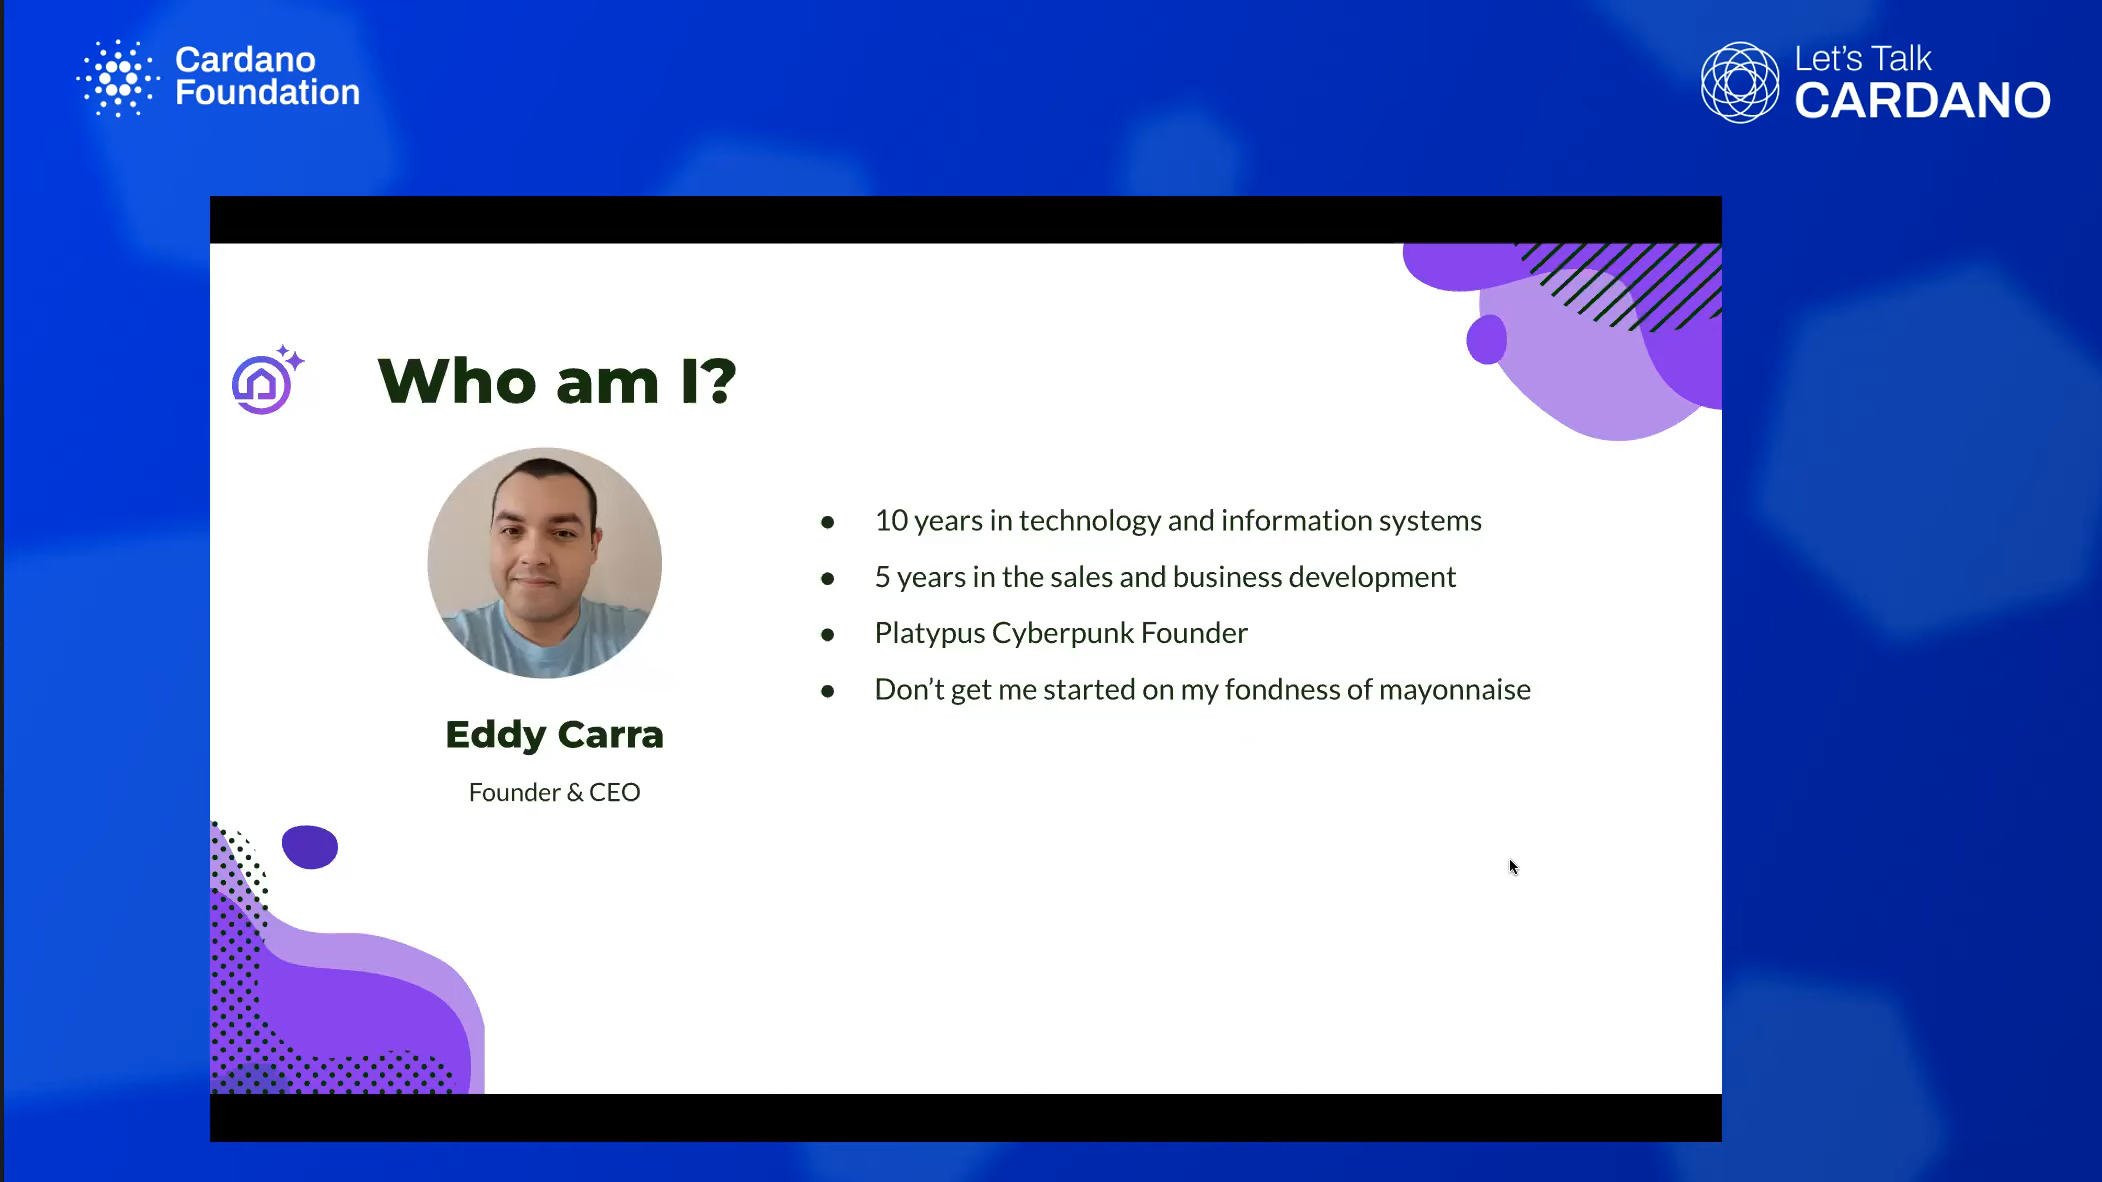 Cardano
Foundation
Let's Talk
CARDANO
Who am I?
Eddy Carra
Founder & CEO
● 10 years in technology and information systems
● 5 years in the sales and business development
● Platypus Cyberpunk Founder
● Don’t get me started on my fondness of mayonnaise